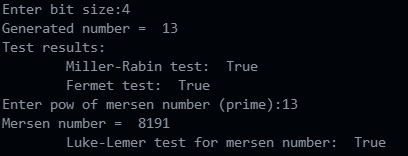 Enter bit size:4
Generated number =  13
Test results:
Miller-Rabin test:  True
Fermet test:  True
Enter pow of mersen number (prime):13
Mersen number =  8191
Luke-Lemer test for mersen number:  True